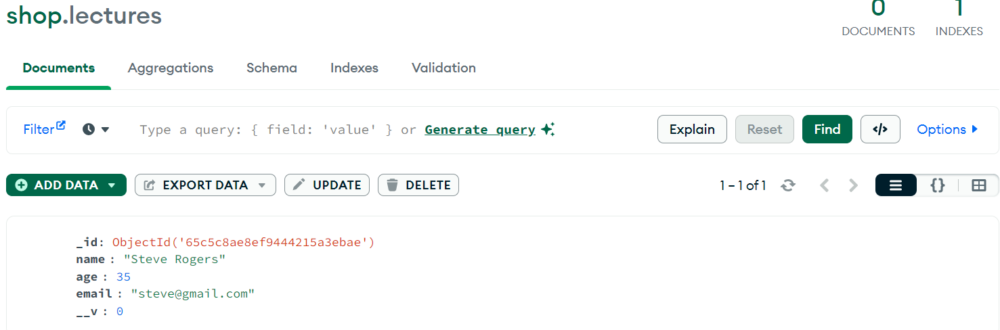 shop.lectures
0 1
DOCUMENTS INDEXES
Documents Aggregations Schema Indexes Validation
Filter Type a query: { field: 'value' } or Generate query Explain Reset Find </> Options
ADD DATA EXPORT DATA UPDATE DELETE 1 – 1 of 1 {}
_id: ObjectId('65c5c8ae8ef9444215a3ebae')
name : "Steve Rogers"
age : 35
email : "steve@gmail.com"
__v : 0